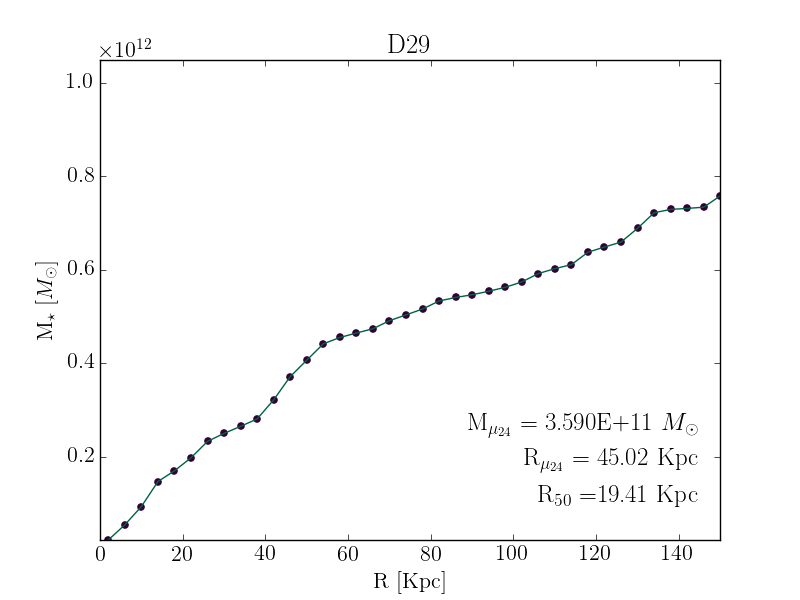 D29
×10¹²
1.0
0.8
0.6
0.4
0.2
M⋆ [M⊙]
M_μ₂₄ = 3.590E+11 M⊙
R_μ₂₄ = 45.02 Kpc
R₅₀ =19.41 Kpc
0 20 40 60 80 100 120 140
R [Kpc]